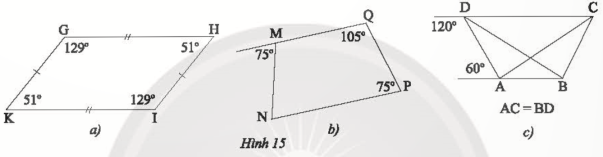 G
H
129°
51°
K
51°
129°
I
a)
M
Q
105°
75°
75°
P
N
b)
D
C
120°
60°
A
B
AC = BD
c)
Hình 15